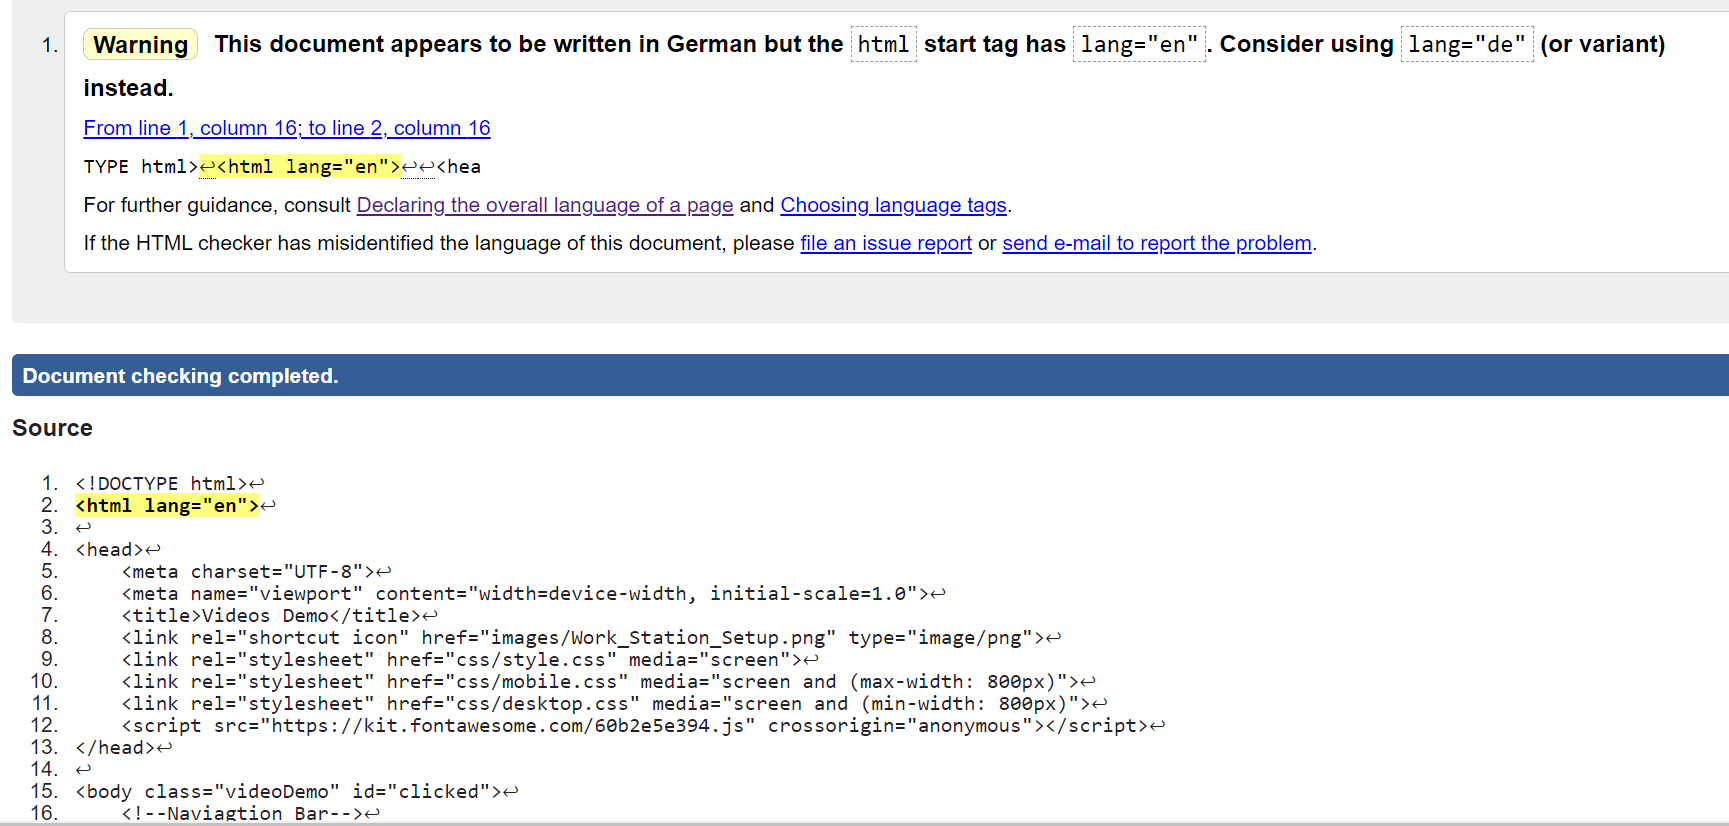 1. Warning This document appears to be written in German but the html start tag has lang="en". Consider using lang="de" (or variant)
instead.
From line 1, column 16; to line 2, column 16
TYPE html>↩<html lang="en">↩↩<hea
For further guidance, consult Declaring the overall language of a page and Choosing language tags.
If the HTML checker has misidentified the language of this document, please file an issue report or send e-mail to report the problem.
Document checking completed.
Source
1. <!DOCTYPE html>↩
2. <html lang="en">↩
3. ↩
4. <head>↩
5. <meta charset="UTF-8">↩
6. <meta name="viewport" content="width=device-width, initial-scale=1.0">↩
7. <title>Videos Demo</title>↩
8. <link rel="shortcut icon" href="images/Work_Station_Setup.png" type="image/png">↩
9. <link rel="stylesheet" href="css/style.css" media="screen">↩
10. <link rel="stylesheet" href="css/mobile.css" media="screen and (max-width: 800px)">↩
11. <link rel="stylesheet" href="css/desktop.css" media="screen and (min-width: 800px)">↩
12. <script src="https://kit.fontawesome.com/60b2e5e394.js" crossorigin="anonymous"></script>↩
13. </head>↩
14. ↩
15. <body class="videoDemo" id="clicked">↩
16. <!--Naviagtion Bar-->↩